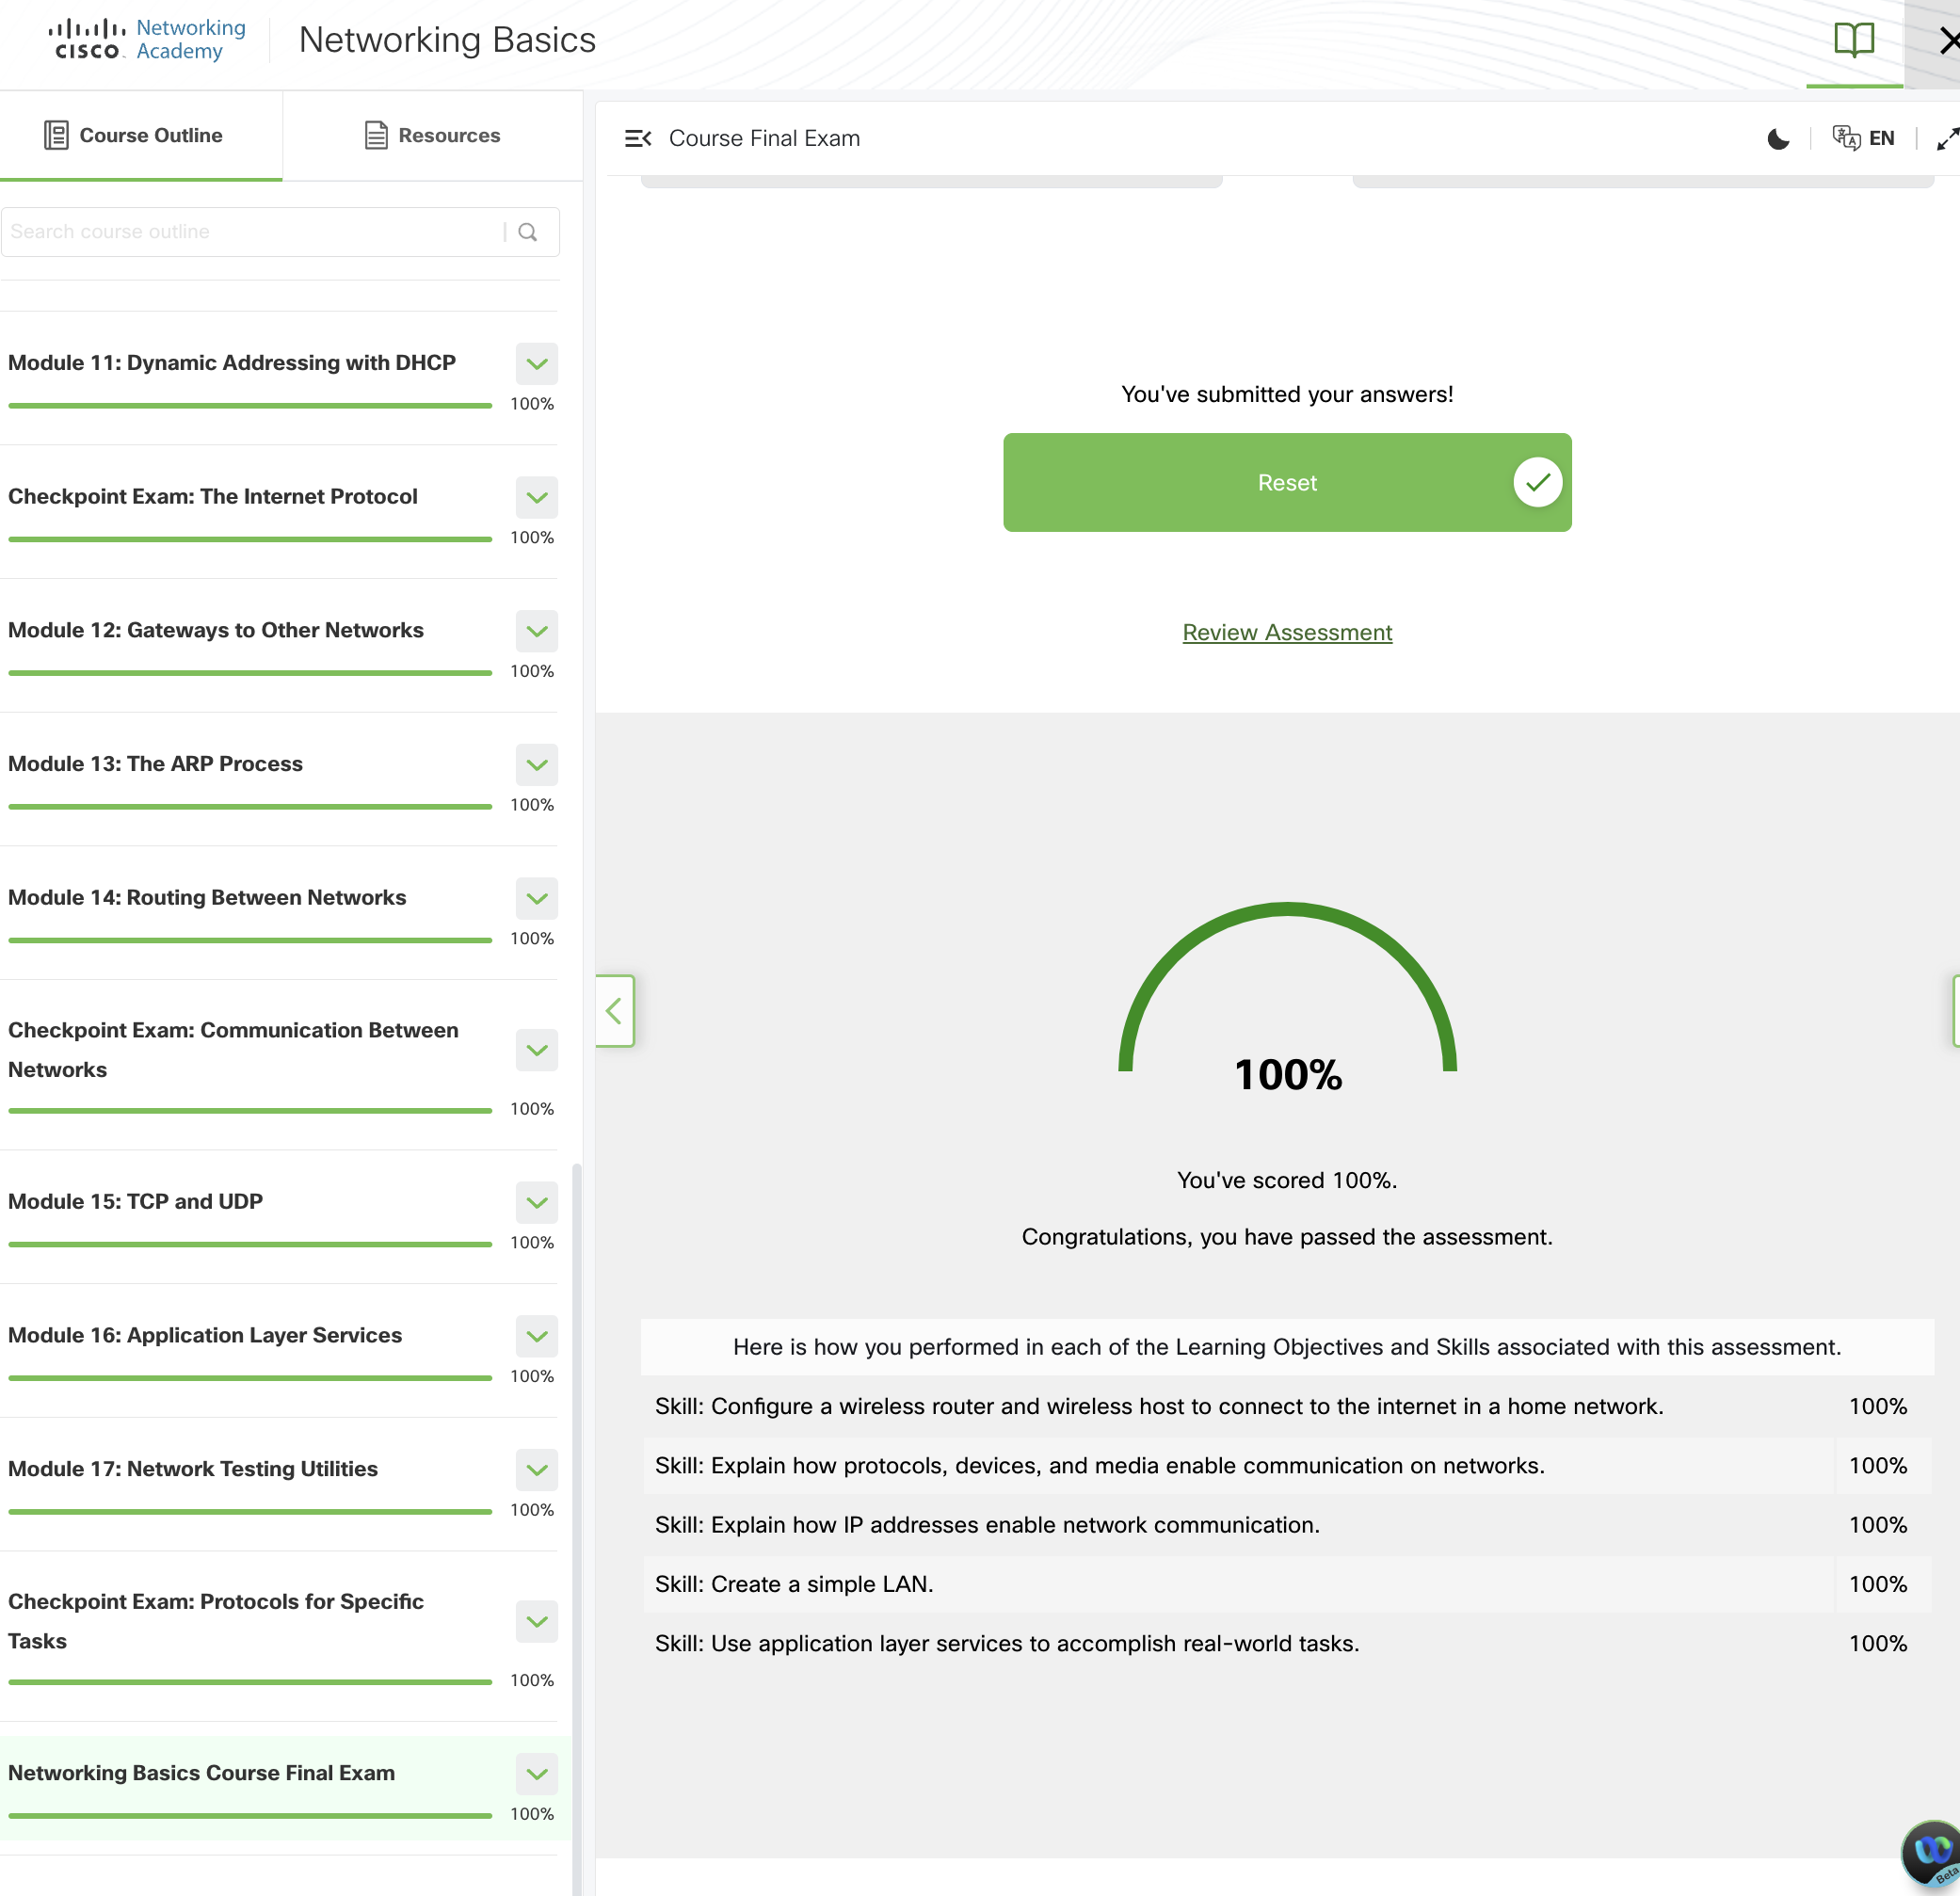 Networking
Academy
CISCO
Networking Basics
Course Outline
Resources
Search course outline
Module 11: Dynamic Addressing with DHCP
100%
Checkpoint Exam: The Internet Protocol
100%
Module 12: Gateways to Other Networks
100%
Module 13: The ARP Process
100%
Module 14: Routing Between Networks
100%
Checkpoint Exam: Communication Between
Networks
100%
Module 15: TCP and UDP
100%
Module 16: Application Layer Services
100%
Module 17: Network Testing Utilities
100%
Checkpoint Exam: Protocols for Specific
Tasks
100%
Networking Basics Course Final Exam
100%
Course Final Exam
EN
You've submitted your answers!
Reset
Review Assessment
100%
You've scored 100%.
Congratulations, you have passed the assessment.
Here is how you performed in each of the Learning Objectives and Skills associated with this assessment.
Skill: Configure a wireless router and wireless host to connect to the internet in a home network. 100%
Skill: Explain how protocols, devices, and media enable communication on networks. 100%
Skill: Explain how IP addresses enable network communication. 100%
Skill: Create a simple LAN. 100%
Skill: Use application layer services to accomplish real-world tasks. 100%
Beta